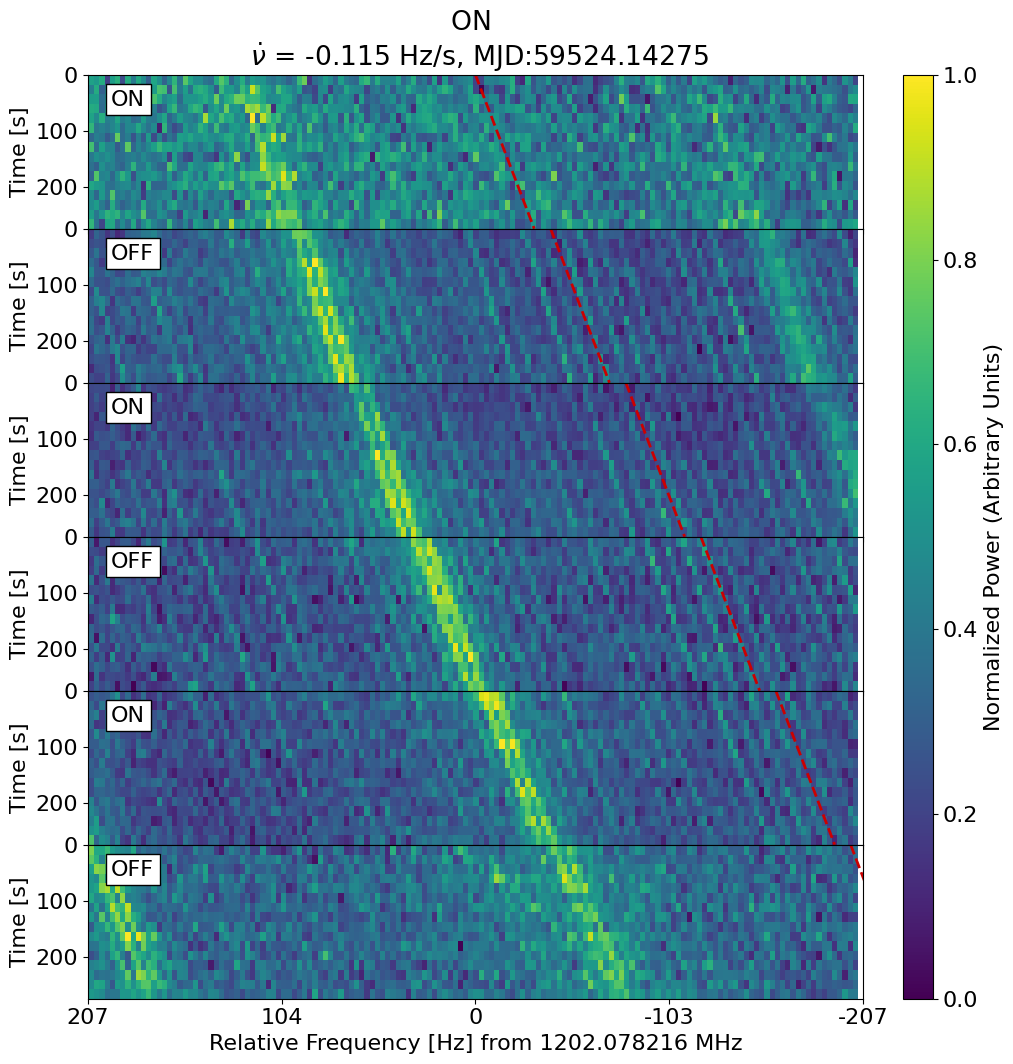 ON
ν̇ = -0.115 Hz/s, MJD:59524.14275
0
100
200
Time [s]
ON
0
100
200
Time [s]
OFF
0
100
200
Time [s]
ON
0
100
200
Time [s]
OFF
0
100
200
Time [s]
ON
0
100
200
Time [s]
OFF
207 104 0 -103 -207
Relative Frequency [Hz] from 1202.078216 MHz
1.0
0.8
0.6
0.4
0.2
0.0
Normalized Power (Arbitrary Units)